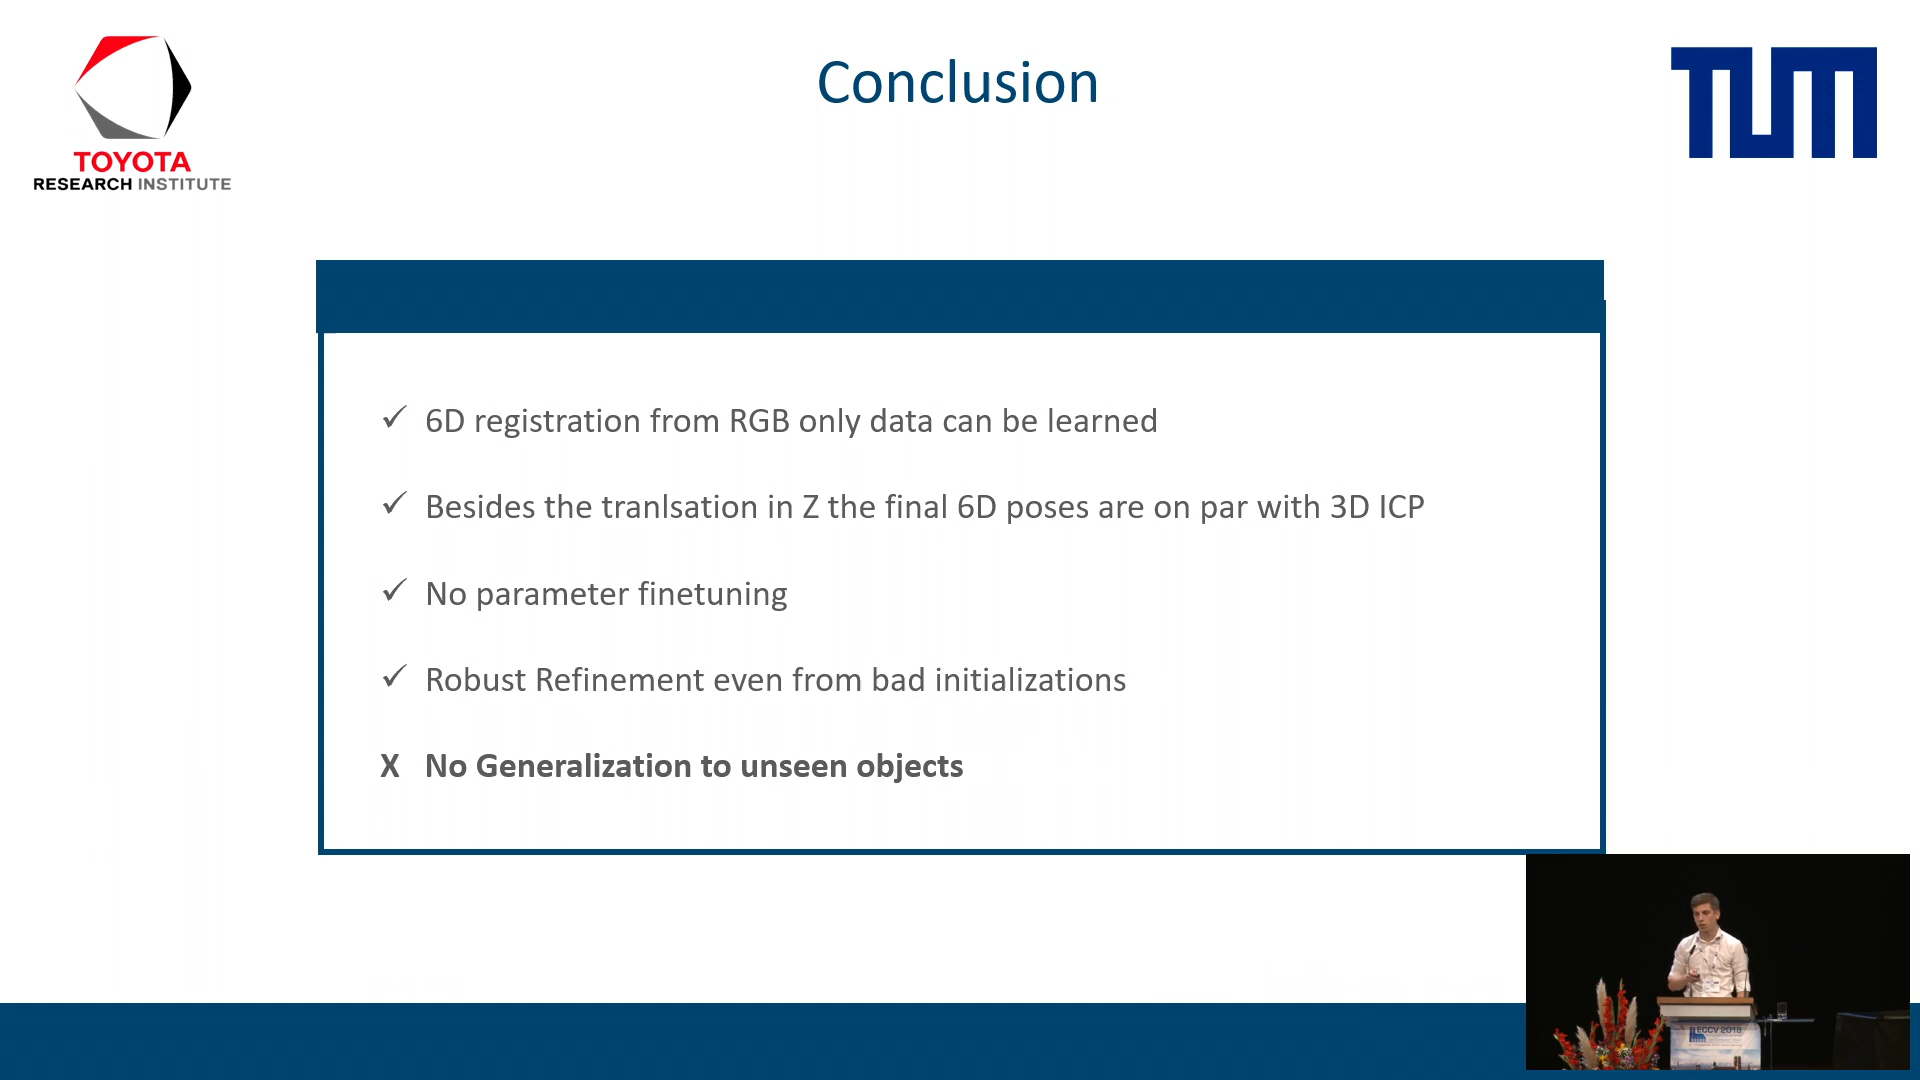 Conclusion
TOYOTA
RESEARCH INSTITUTE
TUM
✓ 6D registration from RGB only data can be learned
✓ Besides the tranlsation in Z the final 6D poses are on par with 3D ICP
✓ No parameter finetuning
✓ Robust Refinement even from bad initializations
X No Generalization to unseen objects
ECCV 2018